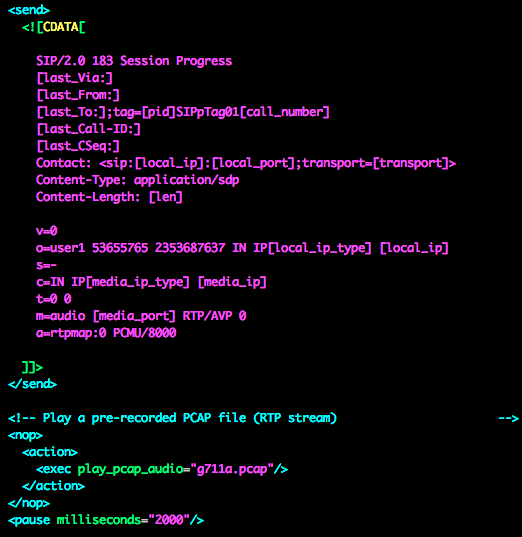 <send>
<![CDATA[
SIP/2.0 183 Session Progress
[last_Via:]
[last_From:]
[last_To:];tag=[pid]SIPpTag01[call_number]
[last_Call-ID:]
[last_CSeq:]
Contact: <sip:[local_ip]:[local_port];transport=[transport]>
Content-Type: application/sdp
Content-Length: [len]
v=0
o=user1 53655765 2353687637 IN IP[local_ip_type] [local_ip]
s=-
c=IN IP[media_ip_type] [media_ip]
t=0 0
m=audio [media_port] RTP/AVP 0
a=rtpmap:0 PCMU/8000
]]>
</send>
<!-- Play a pre-recorded PCAP file (RTP stream) -->
<nop>
<action>
<exec play_pcap_audio="g711a.pcap"/>
</action>
</nop>
<pause milliseconds="2000"/>